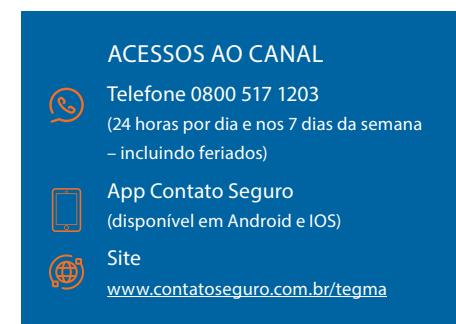 ACESSOS AO CANAL
Telefone 0800 517 1203
(24 horas por dia e nos 7 dias da semana
– incluindo feriados)
App Contato Seguro
(disponível em Android e IOS)
Site
www.contatoseguro.com.br/tegma